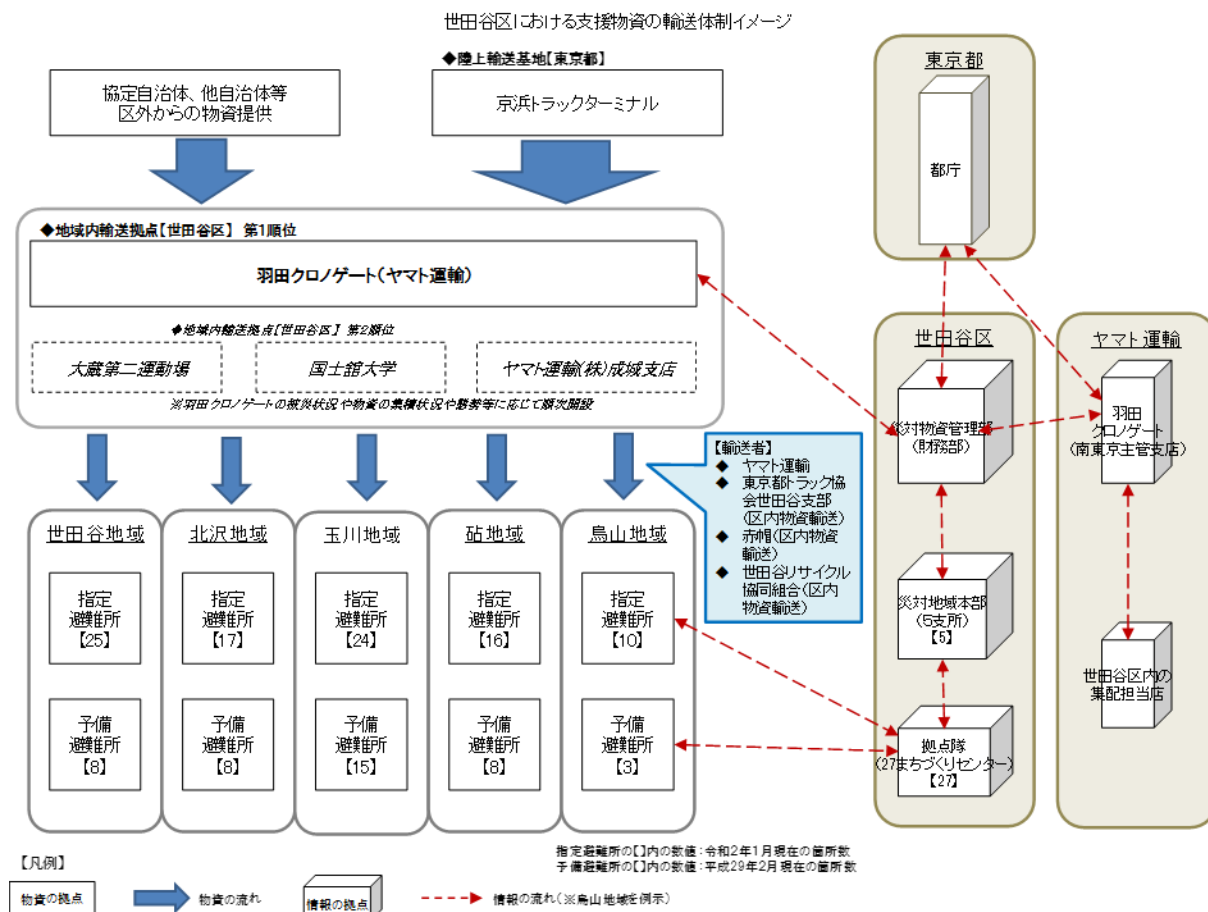 世田谷区における支援物資の輸送体制イメージ
協定自治体、他自治体等
区外からの物資提供
◆陸上輸送基地【東京都】
京浜トラックターミナル
◆地域内輸送拠点【世田谷区】 第1順位
羽田クロノゲート(ヤマト運輸)
◆地域内輸送拠点【世田谷区】 第2順位
大蔵第二運動場
国士舘大学
ヤマト運輸(株)成城支店
※羽田クロノゲートの被災状況や物資の集積状況や態勢等に応じて順次開設
【輸送者】
◆ ヤマト運輸
◆ 東京都トラック協
会世田谷支部
(区内物資輸送)
◆ 赤帽(区内物資
輸送)
◆ 世田谷リサイクル
協同組合(区内
物資輸送)
世田谷地域
指定
避難所
【25】
予備
避難所
【8】
北沢地域
指定
避難所
【17】
予備
避難所
【8】
玉川地域
指定
避難所
【24】
予備
避難所
【15】
砧地域
指定
避難所
【16】
予備
避難所
【8】
烏山地域
指定
避難所
【10】
予備
避難所
【3】
東京都
都庁
世田谷区
災対物資管理部
(財務部)
災対地域本部
(5支所)
【5】
拠点隊
(27まちづくりセンター)
【27】
ヤマト運輸
羽田
クロノゲート
(南東京主管支店)
世田谷区内の
集配担当店
指定避難所の【】内の数値:令和2年1月現在の箇所数
予備避難所の【】内の数値:平成29年2月現在の箇所数
【凡例】
物資の拠点
物資の流れ
情報の拠点
情報の流れ(※烏山地域を例示)